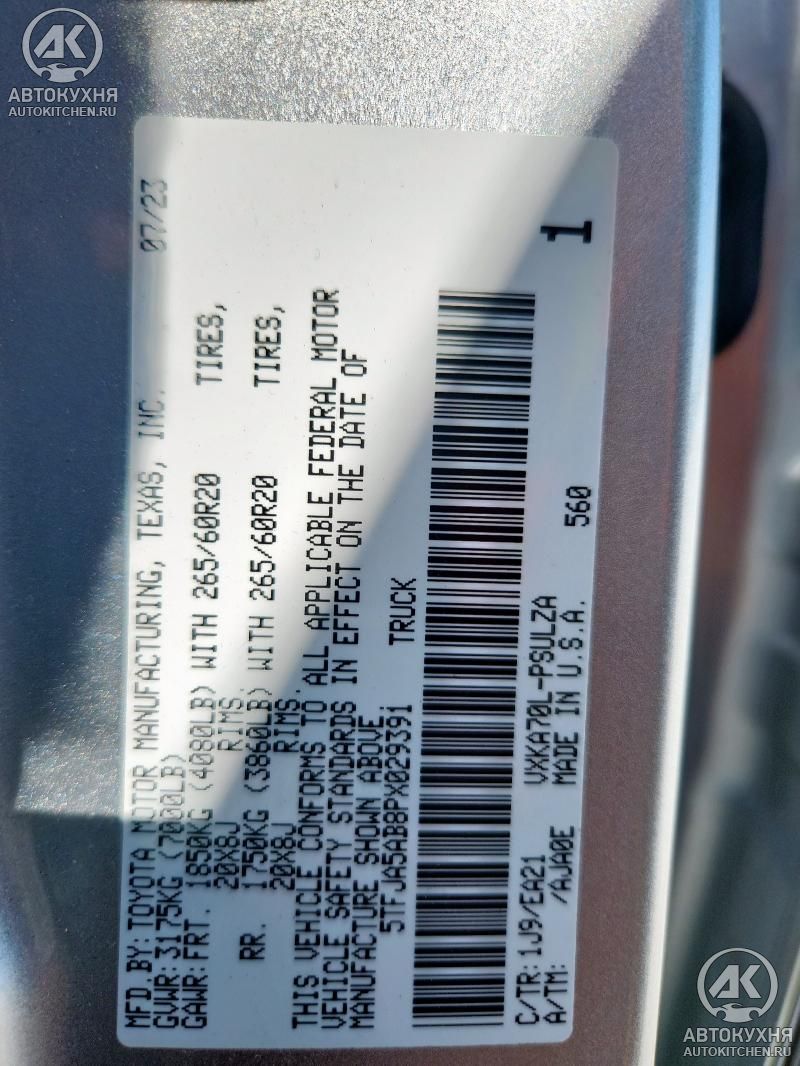 AK
АВТОКУХНЯ
AUTOKITCHEN.RU
MFD.BY:TOYOTA MOTOR MANUFACTURING, TEXAS, INC. 07/23
GVWR:3175KG (7000LB)
GAWR:FRT. 1850KG (4080LB) WITH 265/60R20 TIRES,
20X8J RIMS.
RR. 1750KG (3860LB) WITH 265/60R20 TIRES,
20X8J RIMS.
THIS VEHICLE CONFORMS TO ALL APPLICABLE FEDERAL MOTOR
VEHICLE SAFETY STANDARDS IN EFFECT ON THE DATE OF
MANUFACTURE SHOWN ABOVE
5TFJA5AB8PX029391 TRUCK
C/TR:1J9/EA21 VXKA70L-PSULZA 560 1
A/TM: /AJA0E MADE IN U.S.A.
AK
АВТОКУХНЯ
AUTOKITCHEN.RU